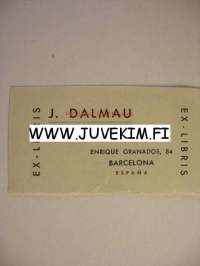 EX-LIBRIS
J. DALMAU
WWW.JUVEKIM.FI
ENRIQUE GRANADOS, 84
BARCELONA
ESPAÑA
EX-LIBRIS